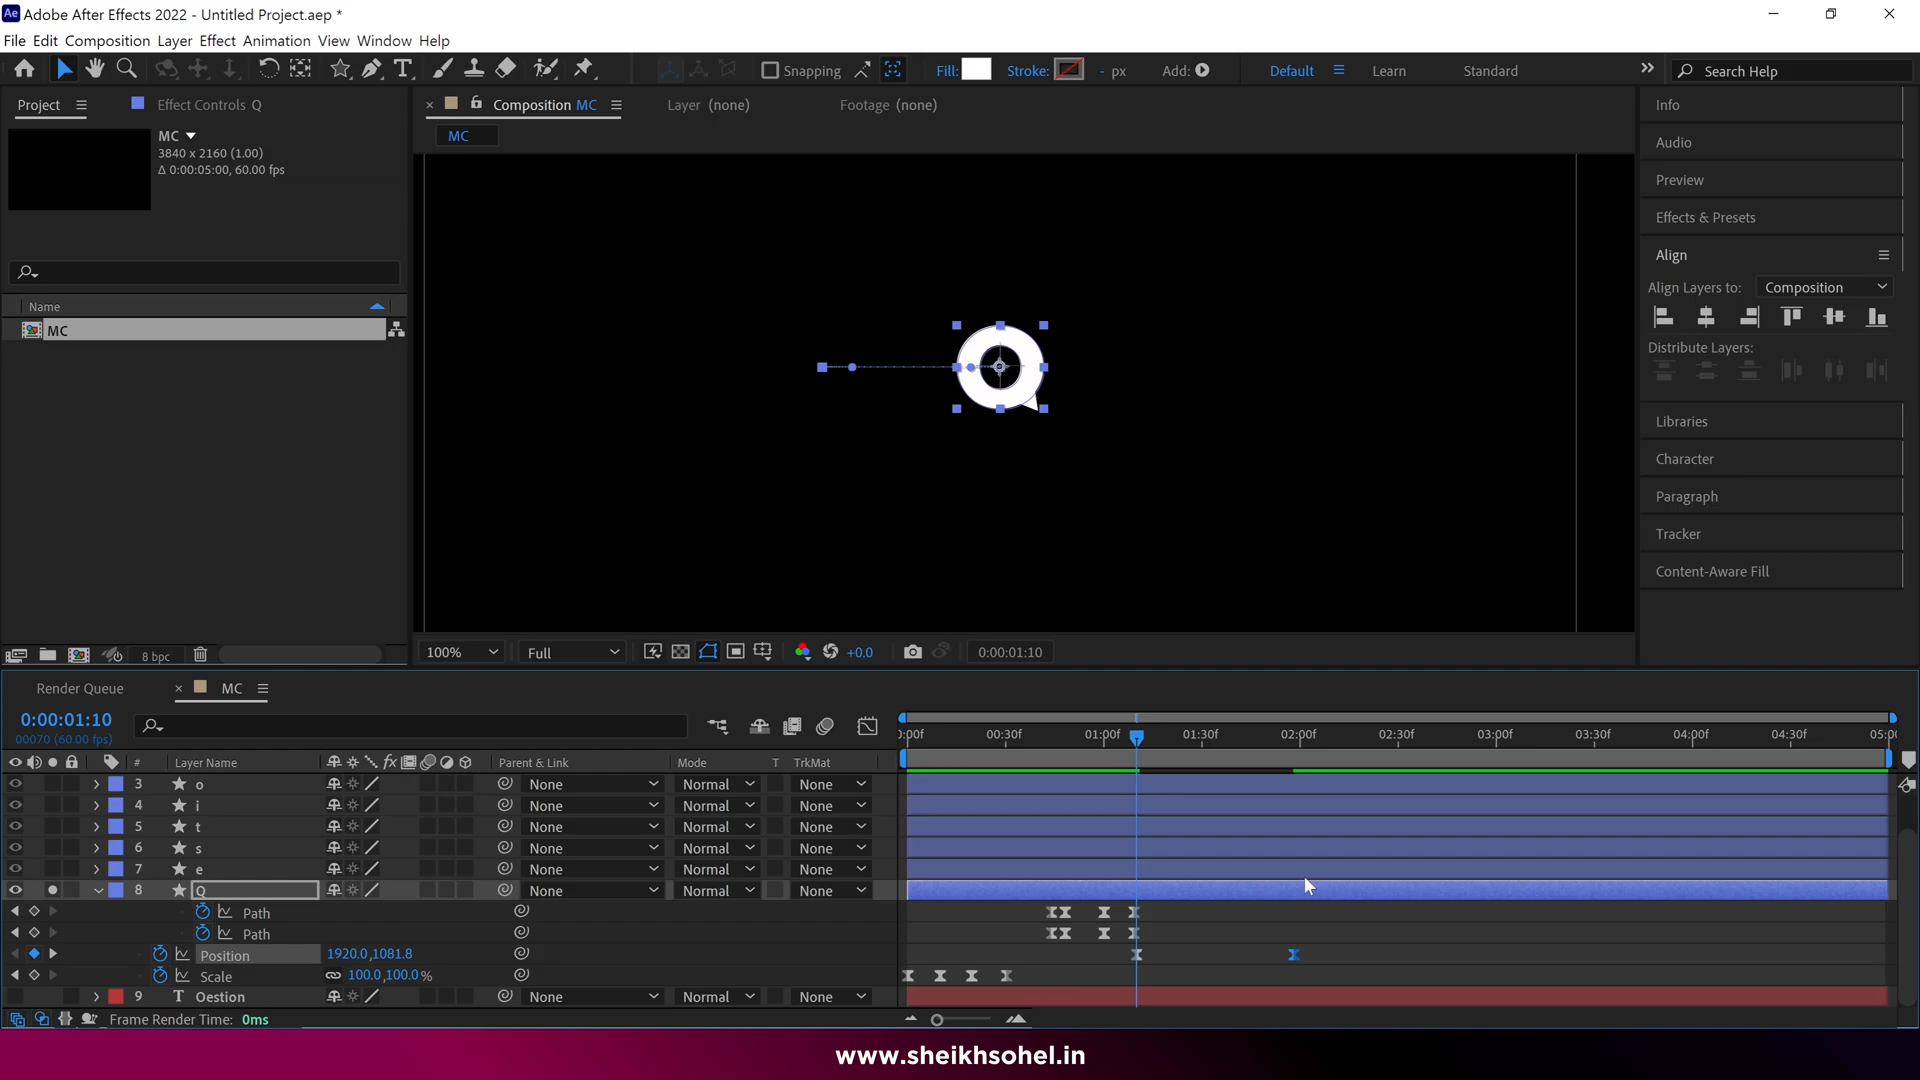 Adobe After Effects 2022 - Untitled Project.aep *
File Edit Composition Layer Effect Animation View Window Help
Snapping Fill: Stroke: - px Add: Default Learn Standard Search Help
Project Effect Controls Q Composition MC Layer (none) Footage (none)
MC
MC
3840 x 2160 (1.00)
Δ 0:00:05:00, 60.00 fps
Name
MC
8 bpc
100% Full +0.0 0:00:01:10
Info
Audio
Preview
Effects & Presets
Align
Align Layers to: Composition
Distribute Layers:
Libraries
Character
Paragraph
Tracker
Content-Aware Fill
Render Queue MC
0:00:01:10
00070 (60.00 fps)
:00f 00:30f 01:00f 01:30f 02:00f 02:30f 03:00f 03:30f 04:00f 04:30f 05:00
# Layer Name fx Parent & Link Mode T TrkMat
3 o None Normal None
4 i None Normal None
5 t None Normal None
6 s None Normal None
7 e None Normal None
8 Q None Normal None
Path
Path
Position 1920.0,1081.8
Scale 100.0,100.0%
9 T Oestion None Normal None
Frame Render Time: 0ms
www.sheikhsohel.in